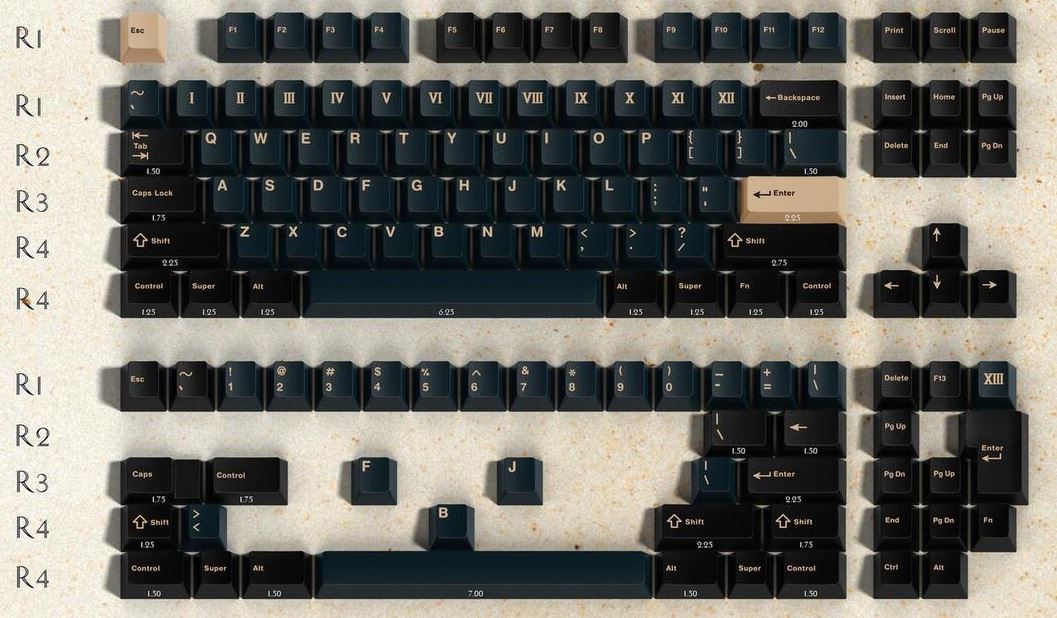 R1 Esc F1 F2 F3 F4 F5 F6 F7 F8 F9 F10 F11 F12 Print Scroll Pause
R1 ~ ` I II III IV V VI VII VIII IX X XI XII ← Backspace Insert Home Pg Up
2.00
R2 Tab Q W E R T Y U I O P { [ } ] | \ Delete End Pg Dn
1.50 1.50
R3 Caps Lock A S D F G H J K L : ; " ' Enter
1.75 2.25
R4 Shift Z X C V B N M < , > . ? / Shift ↑
2.25 2.75
R4 Control Super Alt Alt Super Fn Control ← ↓ →
1.25 1.25 1.25 6.25 1.25 1.25 1.25 1.25
R1 Esc ~ ` ! 1 @ 2 # 3 $ 4 % 5 ^ 6 & 7 * 8 ( 9 ) 0 _ - + = | \ Delete F13 XIII
R2 | \ ← Pg Up Enter
1.50 1.50
R3 Caps Control F J | \ Enter Pg Dn Pg Up
1.75 1.75 2.25
R4 Shift > < B Shift Shift End Pg Dn Fn
1.25 2.25 1.75
R4 Control Super Alt Alt Super Control Ctrl Alt
1.50 1.50 7.00 1.50 1.50